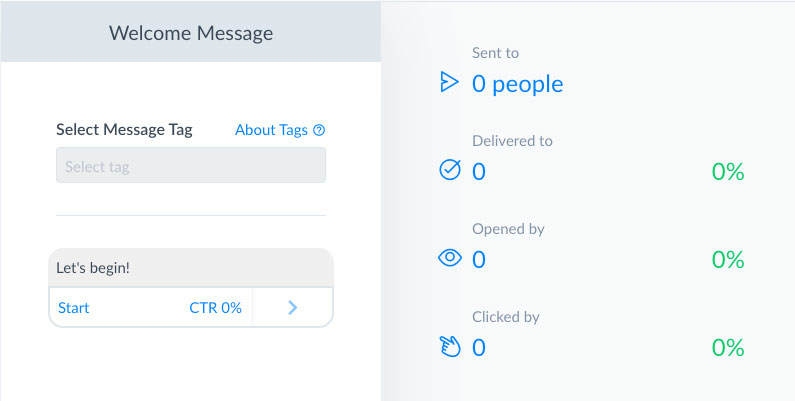 Welcome Message
Select Message Tag
About Tags
Select tag
Let's begin!
Start
CTR 0%
Sent to
0 people
Delivered to
0
0%
Opened by
0
0%
Clicked by
0
0%